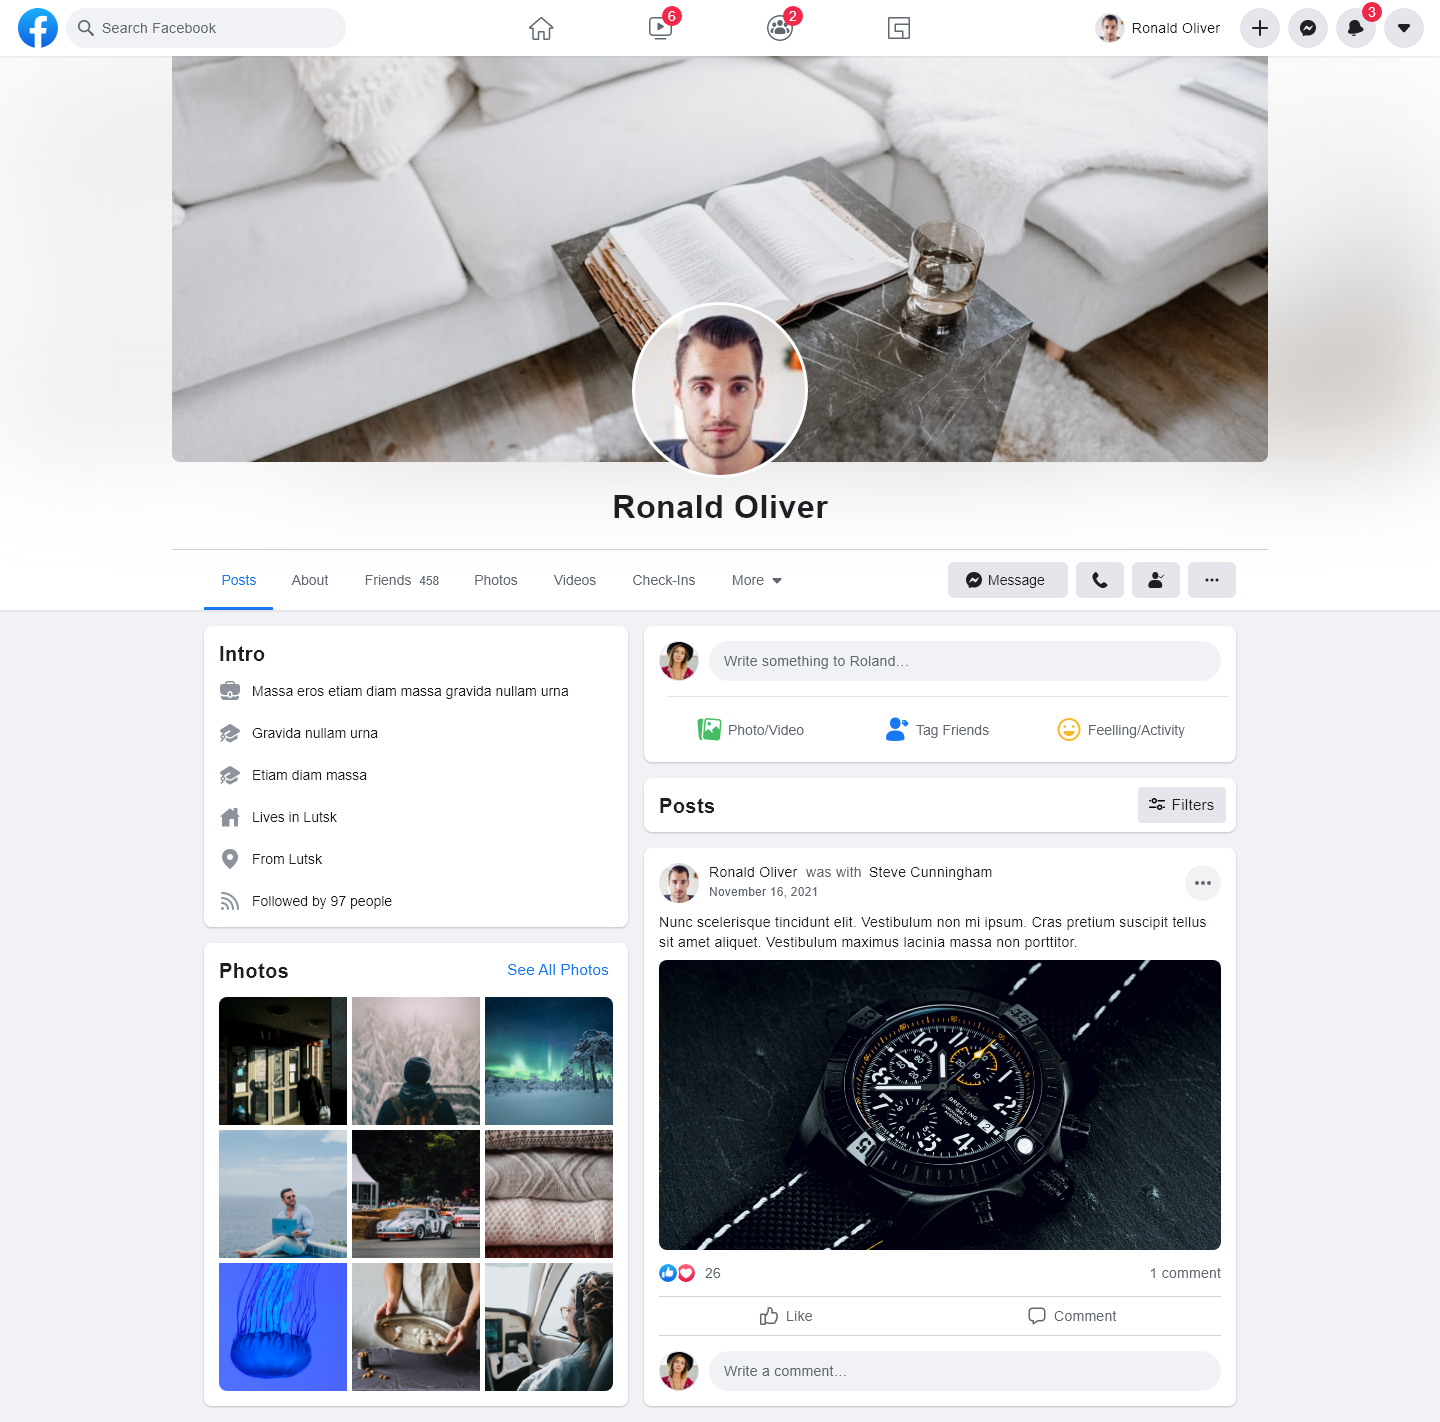 Search Facebook
6
2
Ronald Oliver
3
Ronald Oliver
Posts
About
Friends 458
Photos
Videos
Check-Ins
More
Message
Intro
Massa eros etiam diam massa gravida nullam urna
Gravida nullam urna
Etiam diam massa
Lives in Lutsk
From Lutsk
Followed by 97 people
Photos
See All Photos
Write something to Roland...
Photo/Video
Tag Friends
Feelling/Activity
Posts
Filters
Ronald Oliver was with Steve Cunningham
November 16, 2021
Nunc scelerisque tincidunt elit. Vestibulum non mi ipsum. Cras pretium suscipit tellus
sit amet aliquet. Vestibulum maximus lacinia massa non porttitor.
BREITLING
26
1 comment
Like
Comment
Write a comment...